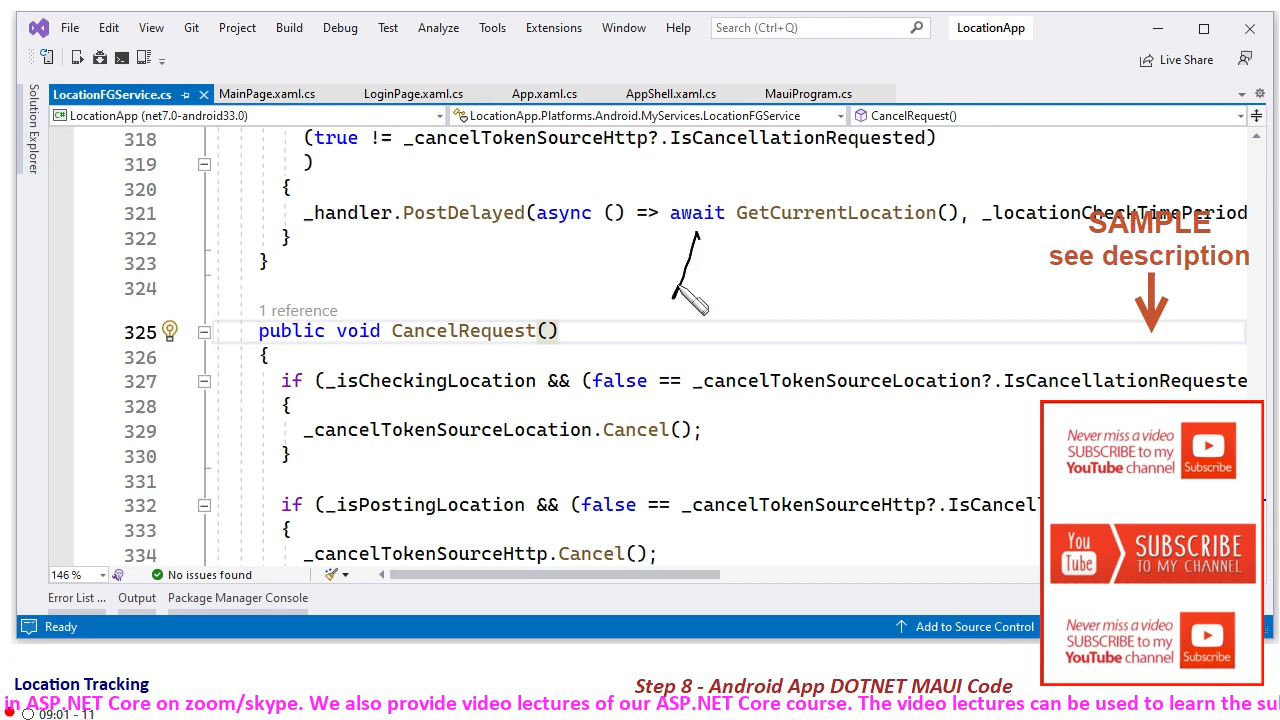 File Edit View Git Project Build Debug Test Analyze Tools Extensions Window Help Search (Ctrl+Q) LocationApp
Live Share
Solution Explorer
LocationFGService.cs MainPage.xaml.cs LoginPage.xaml.cs App.xaml.cs AppShell.xaml.cs MauiProgram.cs
LocationApp (net7.0-android33.0) LocationApp.Platforms.Android.MyServices.LocationFGService CancelRequest()
318 (true != _cancelTokenSourceHttp?.IsCancellationRequested)
319 )
320 {
321 _handler.PostDelayed(async () => await GetCurrentLocation(), _locationCheckTimePeriod
322 }
323 }
324
SAMPLE
see description
1 reference
325 public void CancelRequest()
326 {
327 if (_isCheckingLocation && (false == _cancelTokenSourceLocation?.IsCancellationRequeste
328 {
329 _cancelTokenSourceLocation.Cancel();
330 }
331
332 if (_isPostingLocation && (false == _cancelTokenSourceHttp?.IsCancel
333 {
334 _cancelTokenSourceHttp.Cancel();
Never miss a video
SUBSCRIBE to my
YouTube channel
Subscribe
You
Tube
SUBSCRIBE
TO MY CHANNEL
Never miss a video
SUBSCRIBE to my
YouTube channel
Subscribe
146 % No issues found
Error List ... Output Package Manager Console
Ready Add to Source Control
Location Tracking Step 8 - Android App DOTNET MAUI Code
in ASP.NET Core on zoom/skype. We also provide video lectures of our ASP.NET Core course. The video lectures can be used to learn the su
09:01 - 11